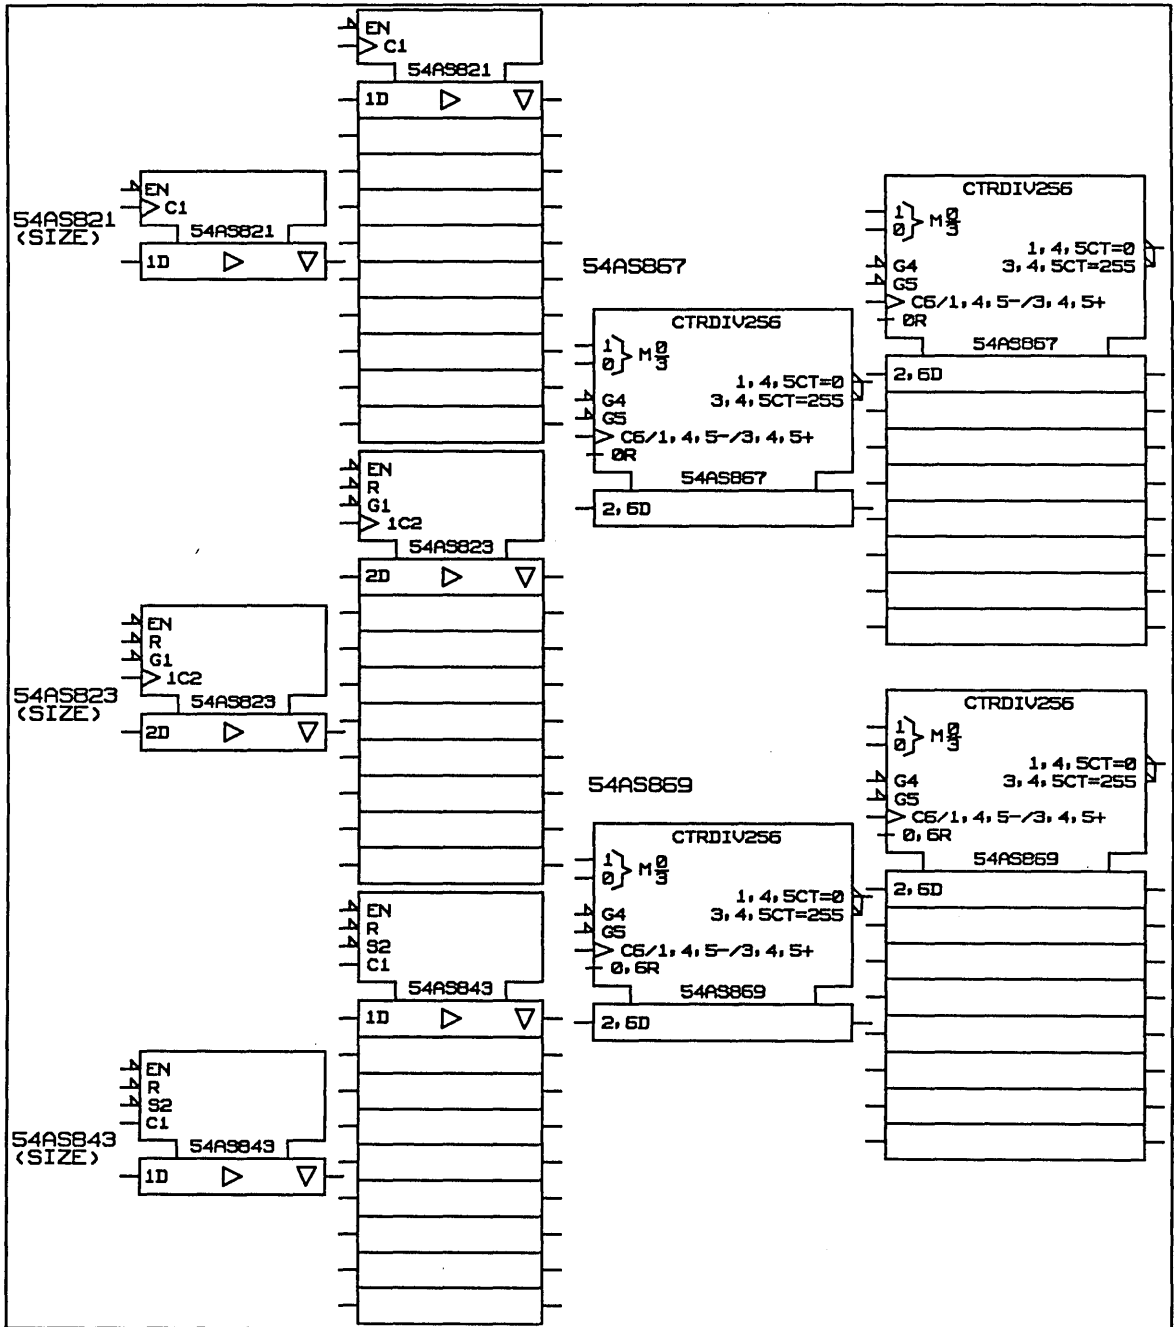 EN
C1
54AS821
1D
54AS821
(SIZE)
EN
C1
54AS821
1D
EN
R
G1
1C2
54AS823
2D
54AS823
(SIZE)
EN
R
G1
1C2
54AS823
2D
EN
R
S2
C1
54AS843
1D
54AS843
(SIZE)
EN
R
S2
C1
54AS843
1D
54AS867
CTRDIV256
1
0
M 0/3
1,4,5CT=0
G4
3,4,5CT=255
G5
C6/1,4,5-/3,4,5+
0R
54AS867
2,6D
CTRDIV256
1
0
M 0/3
1,4,5CT=0
G4
3,4,5CT=255
G5
C6/1,4,5-/3,4,5+
0R
54AS867
2,6D
54AS869
CTRDIV256
1
0
M 0/3
1,4,5CT=0
G4
3,4,5CT=255
G5
C6/1,4,5-/3,4,5+
0,6R
54AS869
2,6D
CTRDIV256
1
0
M 0/3
1,4,5CT=0
G4
3,4,5CT=255
G5
C6/1,4,5-/3,4,5+
0,6R
54AS869
2,6D